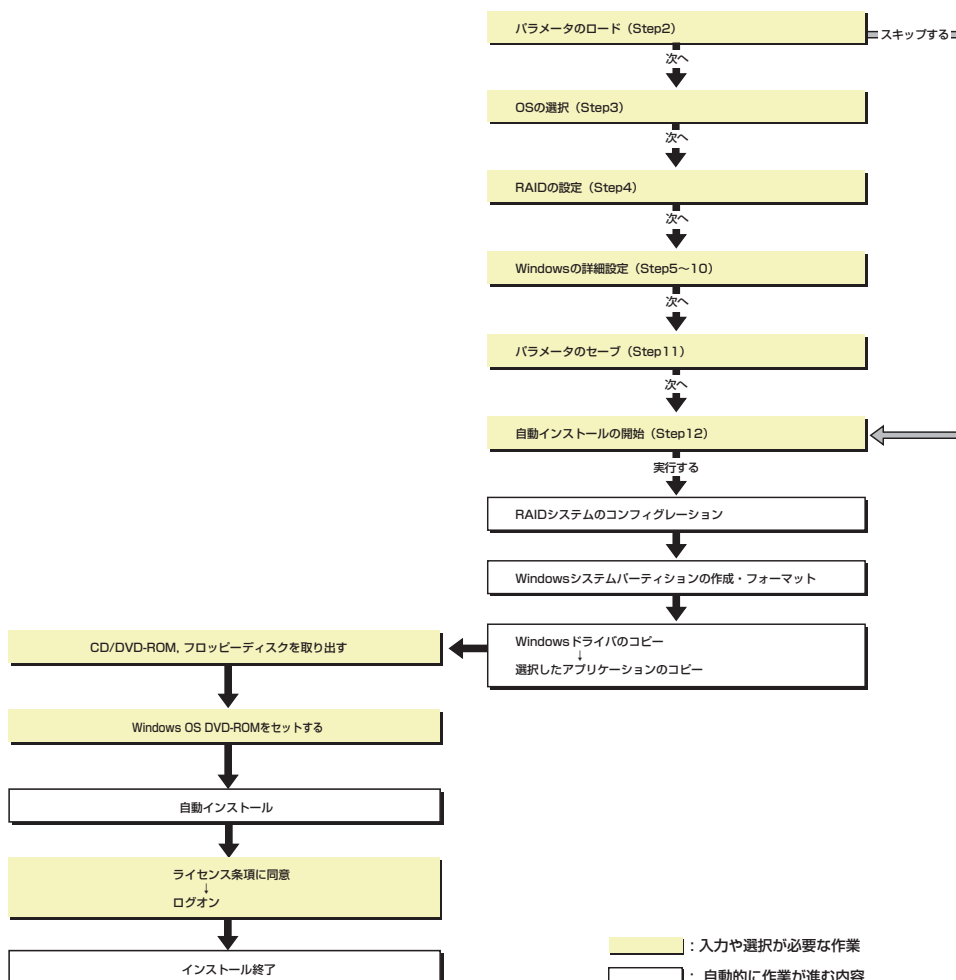 パラメータのロード（Step2）
スキップする
次へ
OSの選択（Step3）
次へ
RAIDの設定（Step4）
次へ
Windowsの詳細設定（Step5～10）
次へ
パラメータのセーブ（Step11）
次へ
自動インストールの開始（Step12）
実行する
RAIDシステムのコンフィグレーション
Windowsシステムパーティションの作成・フォーマット
Windowsドライバのコピー
↓
選択したアプリケーションのコピー
CD/DVD-ROM, フロッピーディスクを取り出す
Windows OS DVD-ROMをセットする
自動インストール
ライセンス条項に同意
↓
ログオン
インストール終了
：入力や選択が必要な作業
：自動的に作業が進む内容